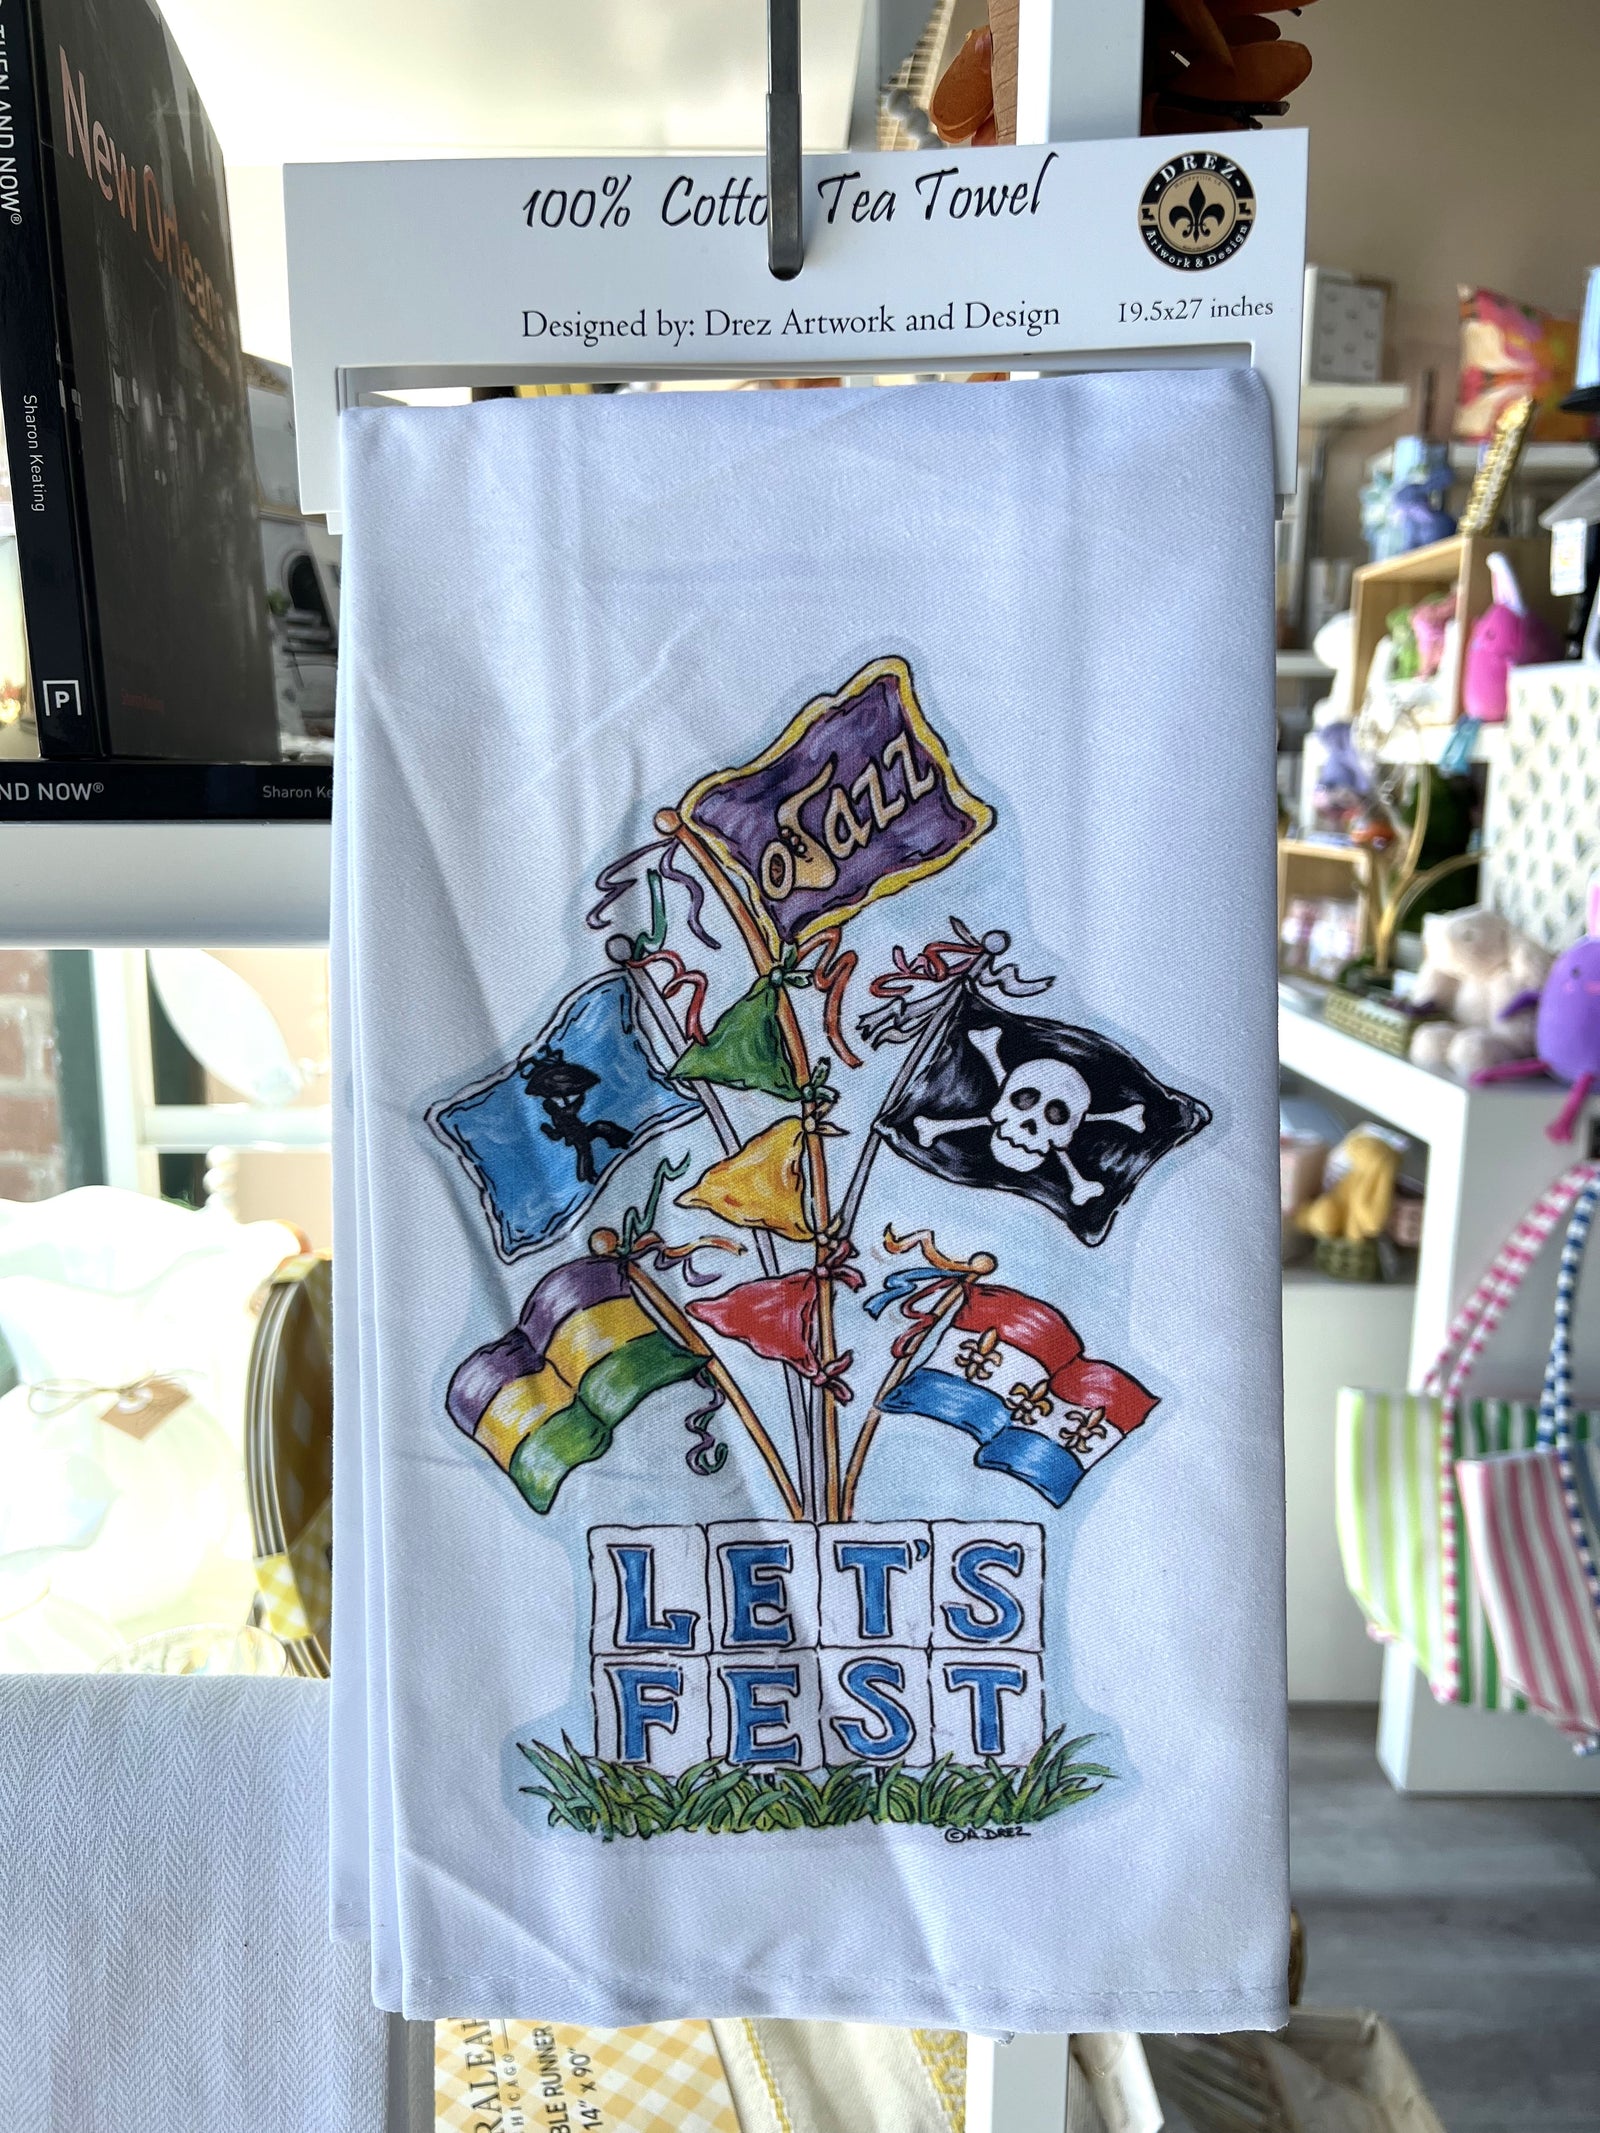 THEN AND NOW®
New Orleans
Sharon Keating
P
ND NOW®
Sharon Ke
100% Cotto Tea Towel
Designed by: Drez Artwork and Design
19.5x27 inches
DREZ
Artwork & Design
Jazz
LET'S
FEST
©A.DREZ
CHICAGO
BLE RUNNER
14" x 90"